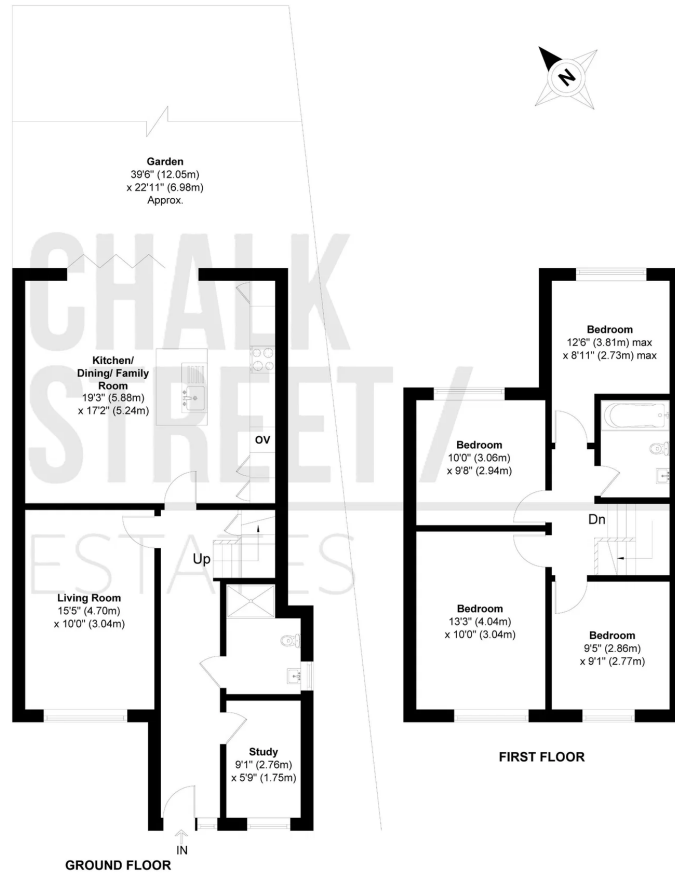 N
Garden
39'6" (12.05m)
x 22'11" (6.98m)
Approx.
CHALK
STREET /
ESTATES
Kitchen/
Dining/ Family
Room
19'3" (5.88m)
x 17'2" (5.24m)
OV
Up
Living Room
15'5" (4.70m)
x 10'0" (3.04m)
Study
9'1" (2.76m)
x 5'9" (1.75m)
IN
GROUND FLOOR
Bedroom
12'6" (3.81m) max
x 8'11" (2.73m) max
Bedroom
10'0" (3.06m)
x 9'8" (2.94m)
Dn
Bedroom
13'3" (4.04m)
x 10'0" (3.04m)
Bedroom
9'5" (2.86m)
x 9'1" (2.77m)
FIRST FLOOR